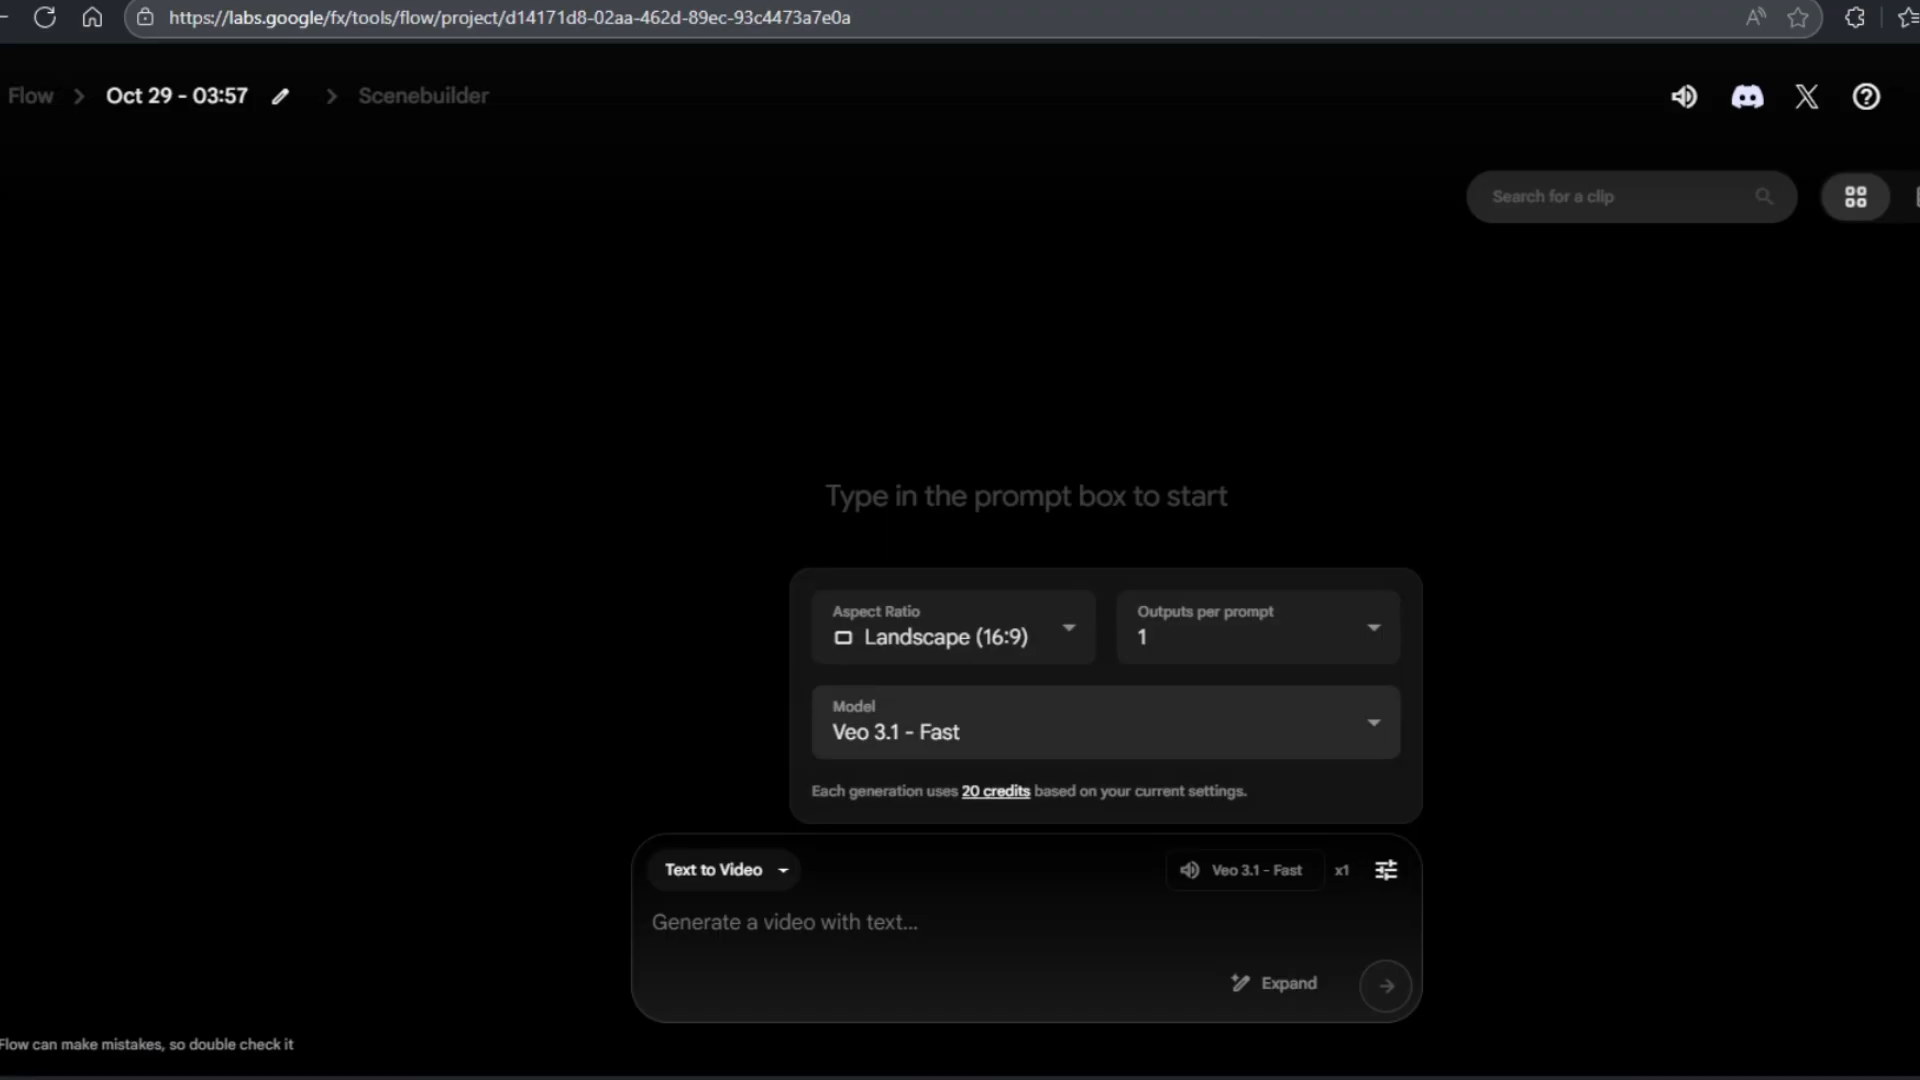 https://labs.google/fx/tools/flow/project/d14171d8-02aa-462d-89ec-93c4473a7e0a
Flow > Oct 29 - 03:57 > Scenebuilder
Search for a clip
Type in the prompt box to start
Aspect Ratio
Landscape (16:9)
Outputs per prompt
1
Model
Veo 3.1 - Fast
Each generation uses 20 credits based on your current settings.
Text to Video
Veo 3.1 - Fast x1
Generate a video with text...
Expand
Flow can make mistakes, so double check it